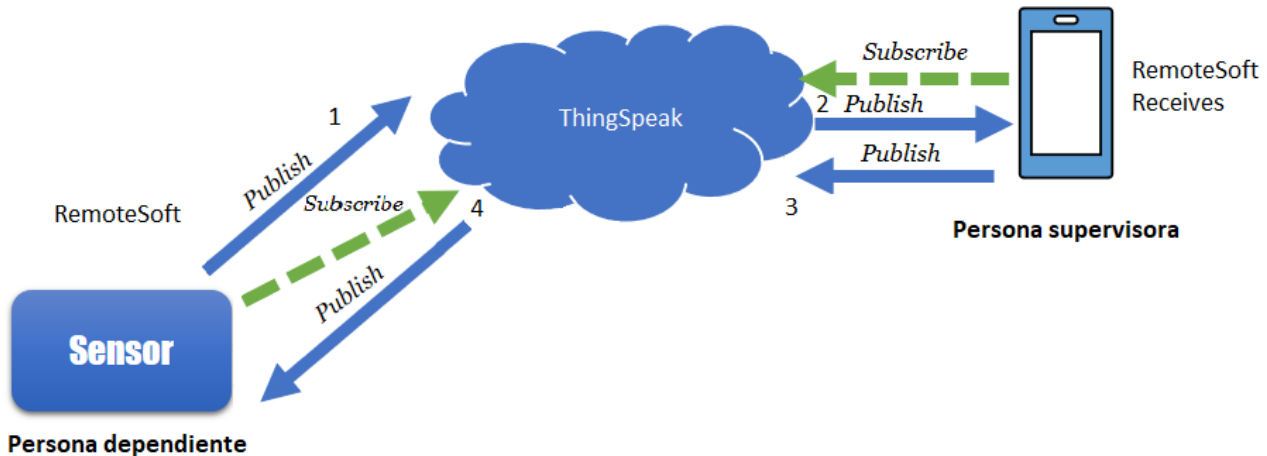 RemoteSoft
Sensor
Persona dependiente
1
Publish
Subscribe
4
Publish
ThingSpeak
Subscribe
2 Publish
Publish
3
RemoteSoft
Receives
Persona supervisora